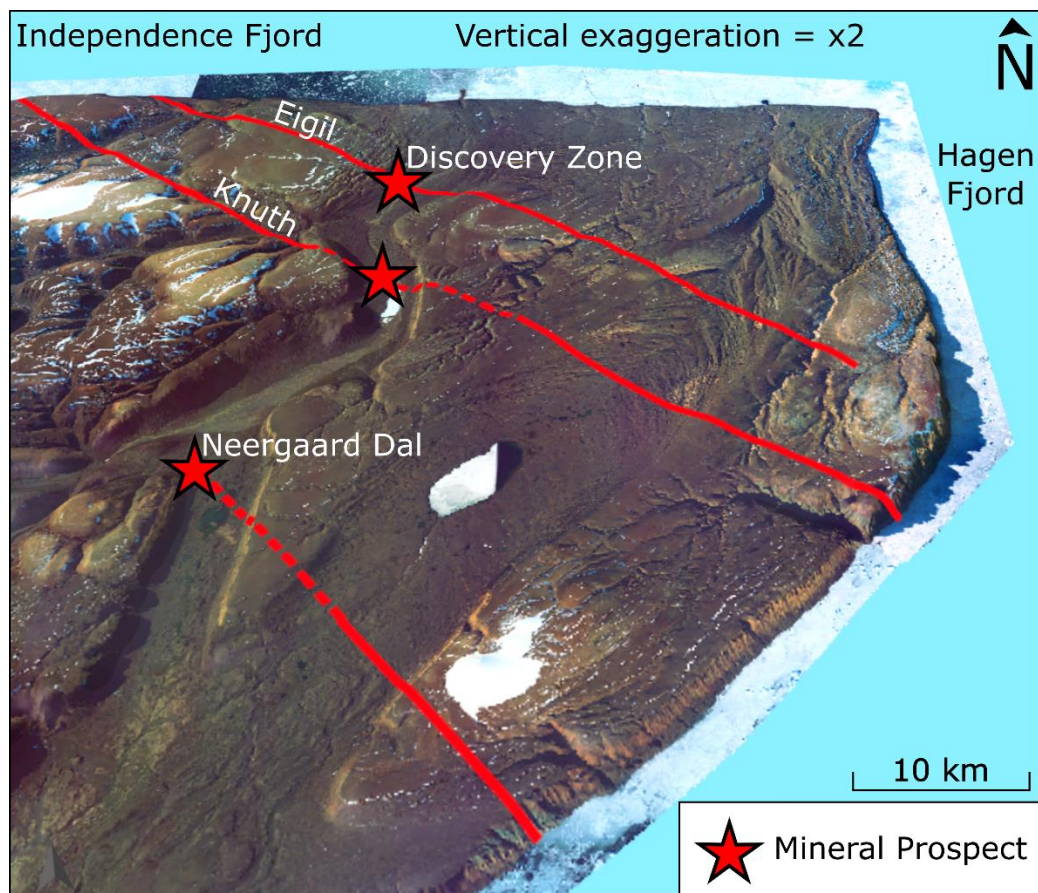 Independence Fjord
Vertical exaggeration = x2
N
Eigil
Discovery Zone
Hagen
Fjord
Knuth
Neergaard Dal
10 km
Mineral Prospect